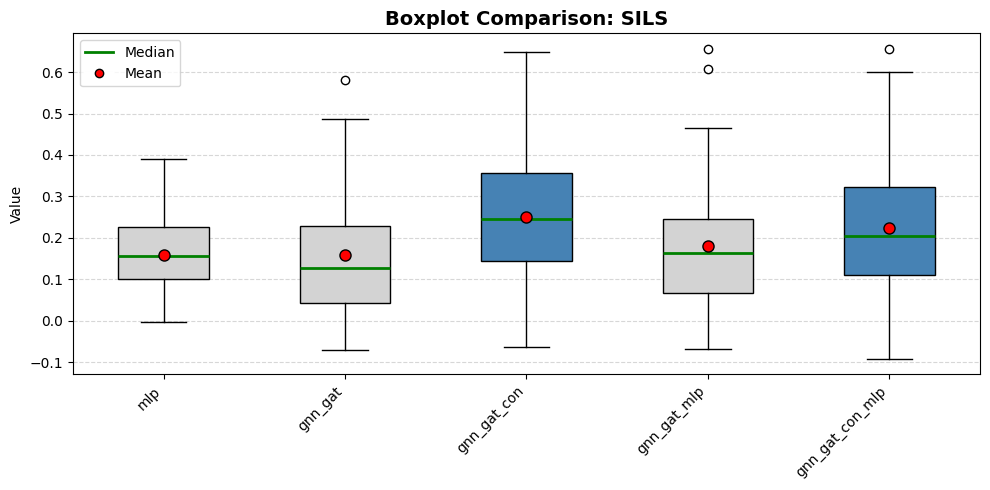 Boxplot Comparison: SILS
Median
Mean
Value
0.6
0.5
0.4
0.3
0.2
0.1
0.0
−0.1
mlp
gnn_gat
gnn_gat_con
gnn_gat_mlp
gnn_gat_con_mlp